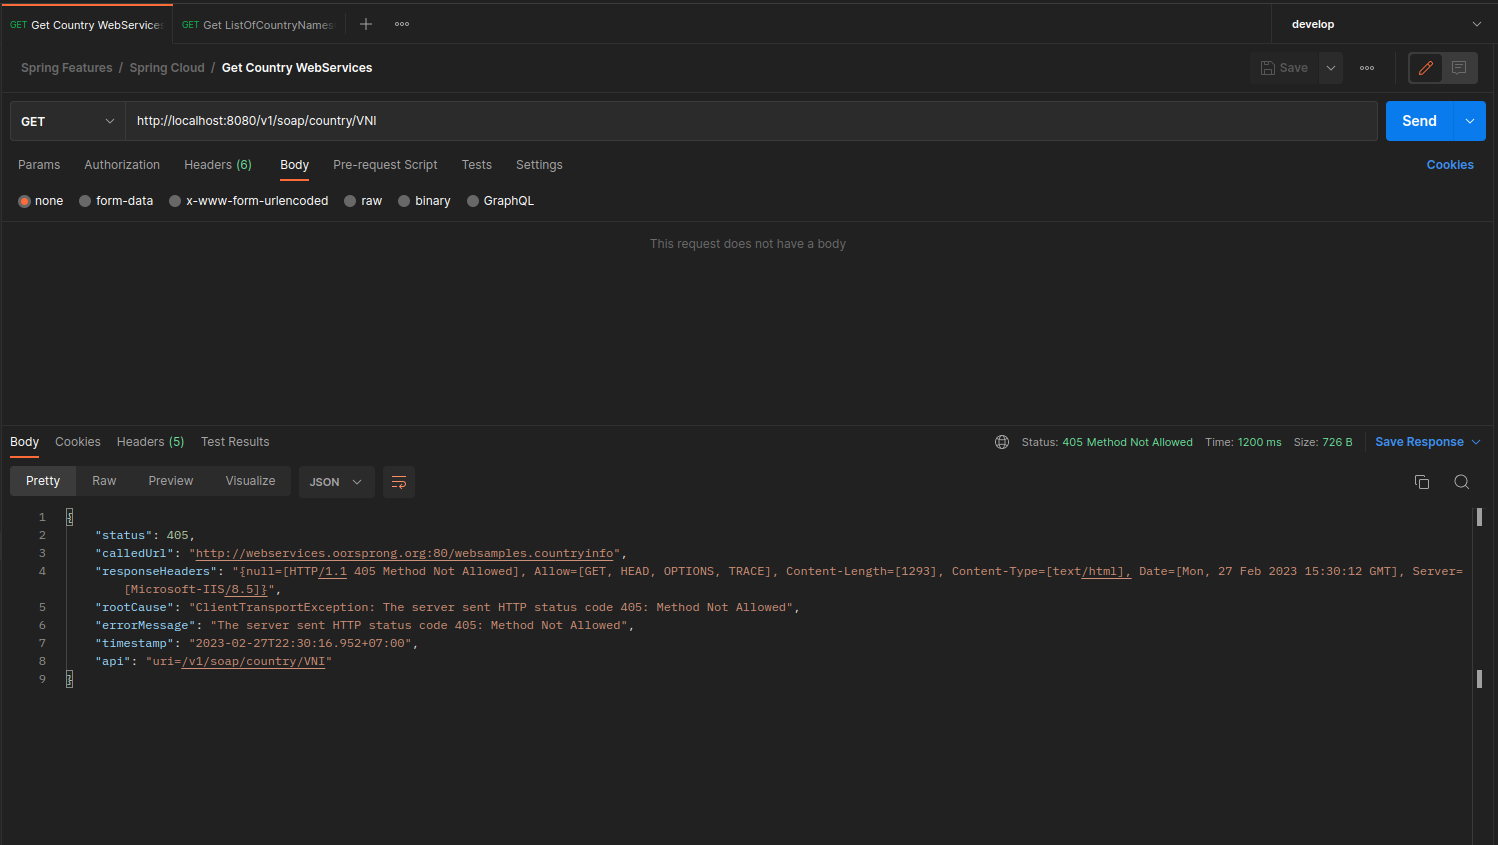 GET Get Country WebServices
GET Get ListOfCountryNames
develop
Spring Features / Spring Cloud / Get Country WebServices
Save
GET
http://localhost:8080/v1/soap/country/VNI
Send
Params Authorization Headers (6) Body Pre-request Script Tests Settings Cookies
none form-data x-www-form-urlencoded raw binary GraphQL
This request does not have a body
Body Cookies Headers (5) Test Results Status: 405 Method Not Allowed Time: 1200 ms Size: 726 B Save Response
Pretty Raw Preview Visualize JSON
1 {
2 "status": 405,
3 "calledUrl": "http://webservices.oorsprong.org:80/websamples.countryinfo",
4 "responseHeaders": "{null=[HTTP/1.1 405 Method Not Allowed], Allow=[GET, HEAD, OPTIONS, TRACE], Content-Length=[1293], Content-Type=[text/html], Date=[Mon, 27 Feb 2023 15:30:12 GMT], Server=
[Microsoft-IIS/8.5]}",
5 "rootCause": "ClientTransportException: The server sent HTTP status code 405: Method Not Allowed",
6 "errorMessage": "The server sent HTTP status code 405: Method Not Allowed",
7 "timestamp": "2023-02-27T22:30:16.952+07:00",
8 "api": "uri=/v1/soap/country/VNI"
9 }